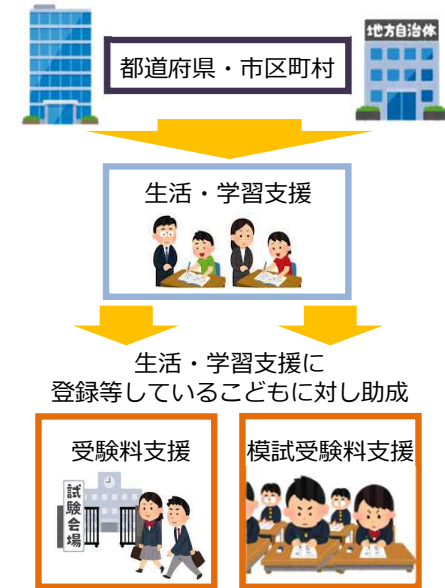 地方自治体
都道府県・市区町村
生活・学習支援
生活・学習支援に
登録等しているこどもに対し助成
受験料支援
模試受験料支援
試験会場